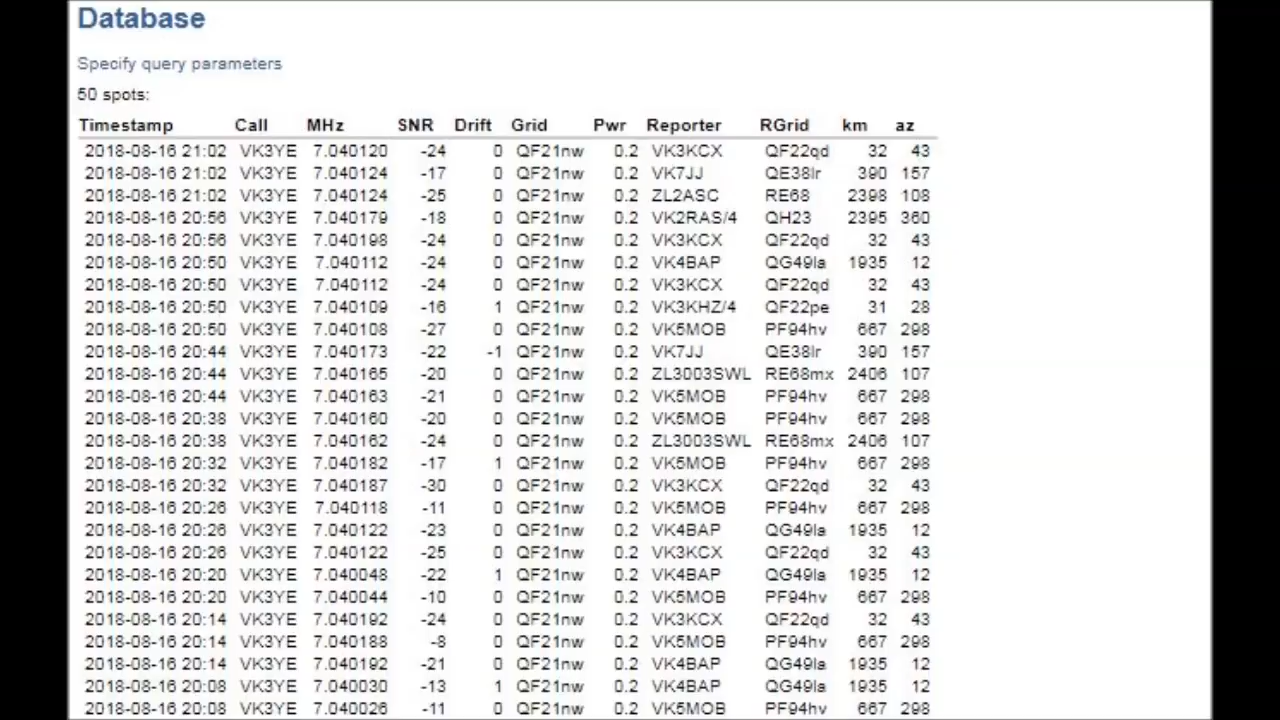 Database
Specify query parameters
50 spots:
Timestamp Call MHz SNR Drift Grid Pwr Reporter RGrid km az
2018-08-16 21:02 VK3YE 7.040120 -24 0 QF21nw 0.2 VK3KCX QF22qd 32 43
2018-08-16 21:02 VK3YE 7.040124 -17 0 QF21nw 0.2 VK7JJ QE38lr 390 157
2018-08-16 21:02 VK3YE 7.040124 -25 0 QF21nw 0.2 ZL2ASC RE68 2398 108
2018-08-16 20:56 VK3YE 7.040179 -18 0 QF21nw 0.2 VK2RAS/4 QH23 2395 360
2018-08-16 20:56 VK3YE 7.040198 -24 0 QF21nw 0.2 VK3KCX QF22qd 32 43
2018-08-16 20:50 VK3YE 7.040112 -24 0 QF21nw 0.2 VK4BAP QG49la 1935 12
2018-08-16 20:50 VK3YE 7.040112 -24 0 QF21nw 0.2 VK3KCX QF22qd 32 43
2018-08-16 20:50 VK3YE 7.040109 -16 1 QF21nw 0.2 VK3KHZ/4 QF22pe 31 28
2018-08-16 20:50 VK3YE 7.040108 -27 0 QF21nw 0.2 VK5MOB PF94hv 667 298
2018-08-16 20:44 VK3YE 7.040173 -22 -1 QF21nw 0.2 VK7JJ QE38lr 390 157
2018-08-16 20:44 VK3YE 7.040165 -20 0 QF21nw 0.2 ZL3003SWL RE68mx 2406 107
2018-08-16 20:44 VK3YE 7.040163 -21 0 QF21nw 0.2 VK5MOB PF94hv 667 298
2018-08-16 20:38 VK3YE 7.040160 -20 0 QF21nw 0.2 VK5MOB PF94hv 667 298
2018-08-16 20:38 VK3YE 7.040162 -24 0 QF21nw 0.2 ZL3003SWL RE68mx 2406 107
2018-08-16 20:32 VK3YE 7.040182 -17 1 QF21nw 0.2 VK5MOB PF94hv 667 298
2018-08-16 20:32 VK3YE 7.040187 -30 0 QF21nw 0.2 VK3KCX QF22qd 32 43
2018-08-16 20:26 VK3YE 7.040118 -11 0 QF21nw 0.2 VK5MOB PF94hv 667 298
2018-08-16 20:26 VK3YE 7.040122 -23 0 QF21nw 0.2 VK4BAP QG49la 1935 12
2018-08-16 20:26 VK3YE 7.040122 -25 0 QF21nw 0.2 VK3KCX QF22qd 32 43
2018-08-16 20:20 VK3YE 7.040048 -22 1 QF21nw 0.2 VK4BAP QG49la 1935 12
2018-08-16 20:20 VK3YE 7.040044 -10 0 QF21nw 0.2 VK5MOB PF94hv 667 298
2018-08-16 20:14 VK3YE 7.040192 -24 0 QF21nw 0.2 VK3KCX QF22qd 32 43
2018-08-16 20:14 VK3YE 7.040188 -8 0 QF21nw 0.2 VK5MOB PF94hv 667 298
2018-08-16 20:14 VK3YE 7.040192 -21 0 QF21nw 0.2 VK4BAP QG49la 1935 12
2018-08-16 20:08 VK3YE 7.040030 -13 1 QF21nw 0.2 VK4BAP QG49la 1935 12
2018-08-16 20:08 VK3YE 7.040026 -11 0 QF21nw 0.2 VK5MOB PF94hv 667 298